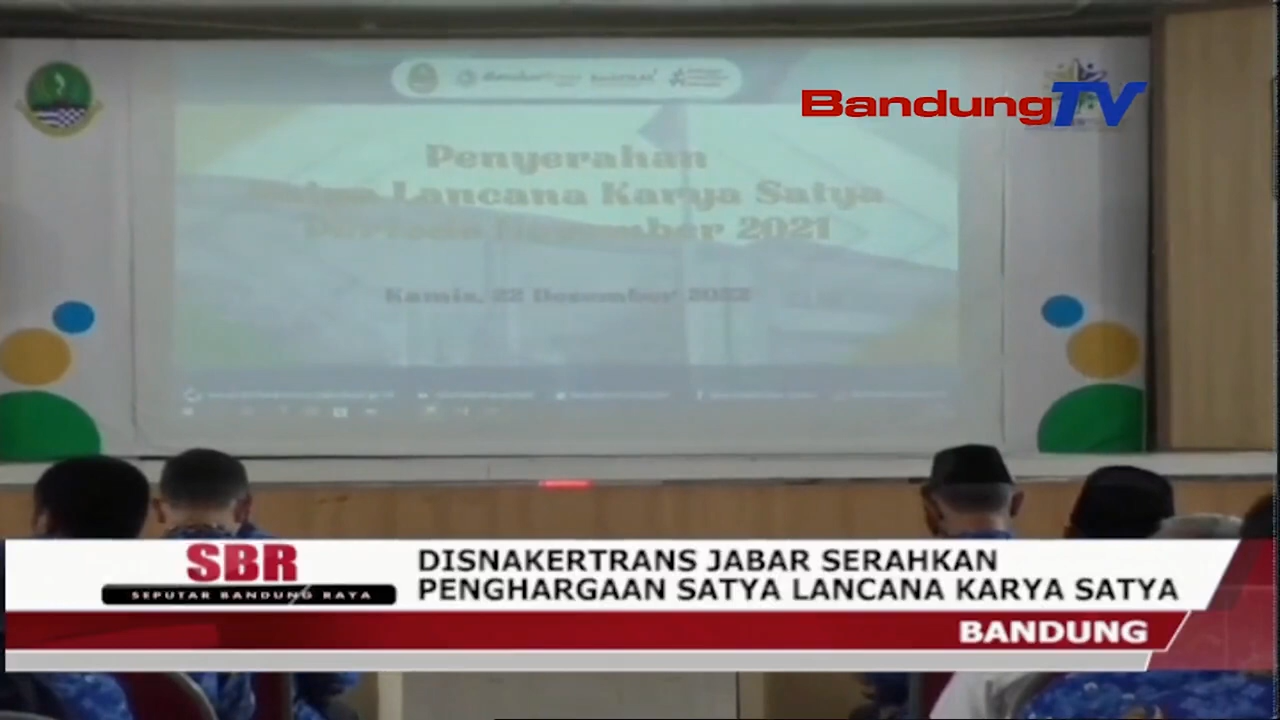 BandungTV
Penyerahan
Lancana Karya Satya
November 2021
Kamis, 22 Desember 2022
SBR
SEPUTAR BANDUNG RAYA
DISNAKERTRANS JABAR SERAHKAN
PENGHARGAAN SATYA LANCANA KARYA SATYA
BANDUNG